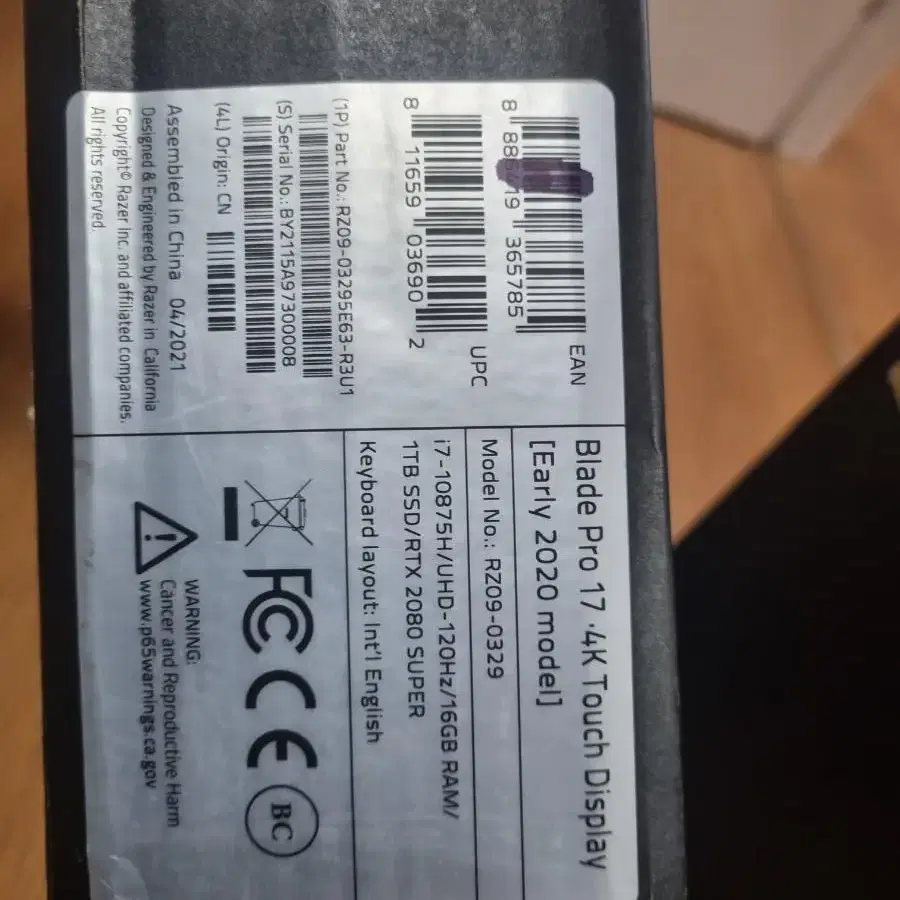 Blade Pro 17 · 4K Touch Display
[Early 2020 model]
Model No.: RZ09-0329
i7-10875H/UHD-120Hz/16GB RAM/
1TB SSD/RTX 2080 SUPER
Keyboard layout: Int'l English
FC CE BC
WARNING:
Cancer and Reproductive Harm
www.p65warnings.ca.gov
EAN
8 19 365785
UPC
8 11659 03690 2
(1P) Part No.: RZ09-03295E63-R3U1
(S) Serial No.: BY2115A97300008
(4L) Origin: CN
Assembled in China 04/2021
Designed & Engineered by Razer in California
Copyright© Razer Inc. and affiliated companies.
All rights reserved.